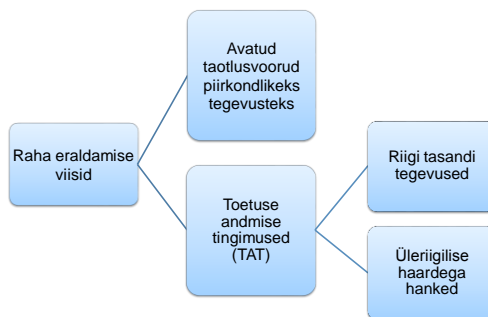 Avatud
taotlusvoorud
piirkondlikeks
tegevusteks
Raha eraldamise
viisid
Riigi tasandi
tegevused
Toetuse
andmise
tingimused
(TAT)
Üleriigilise
haardega
hanked